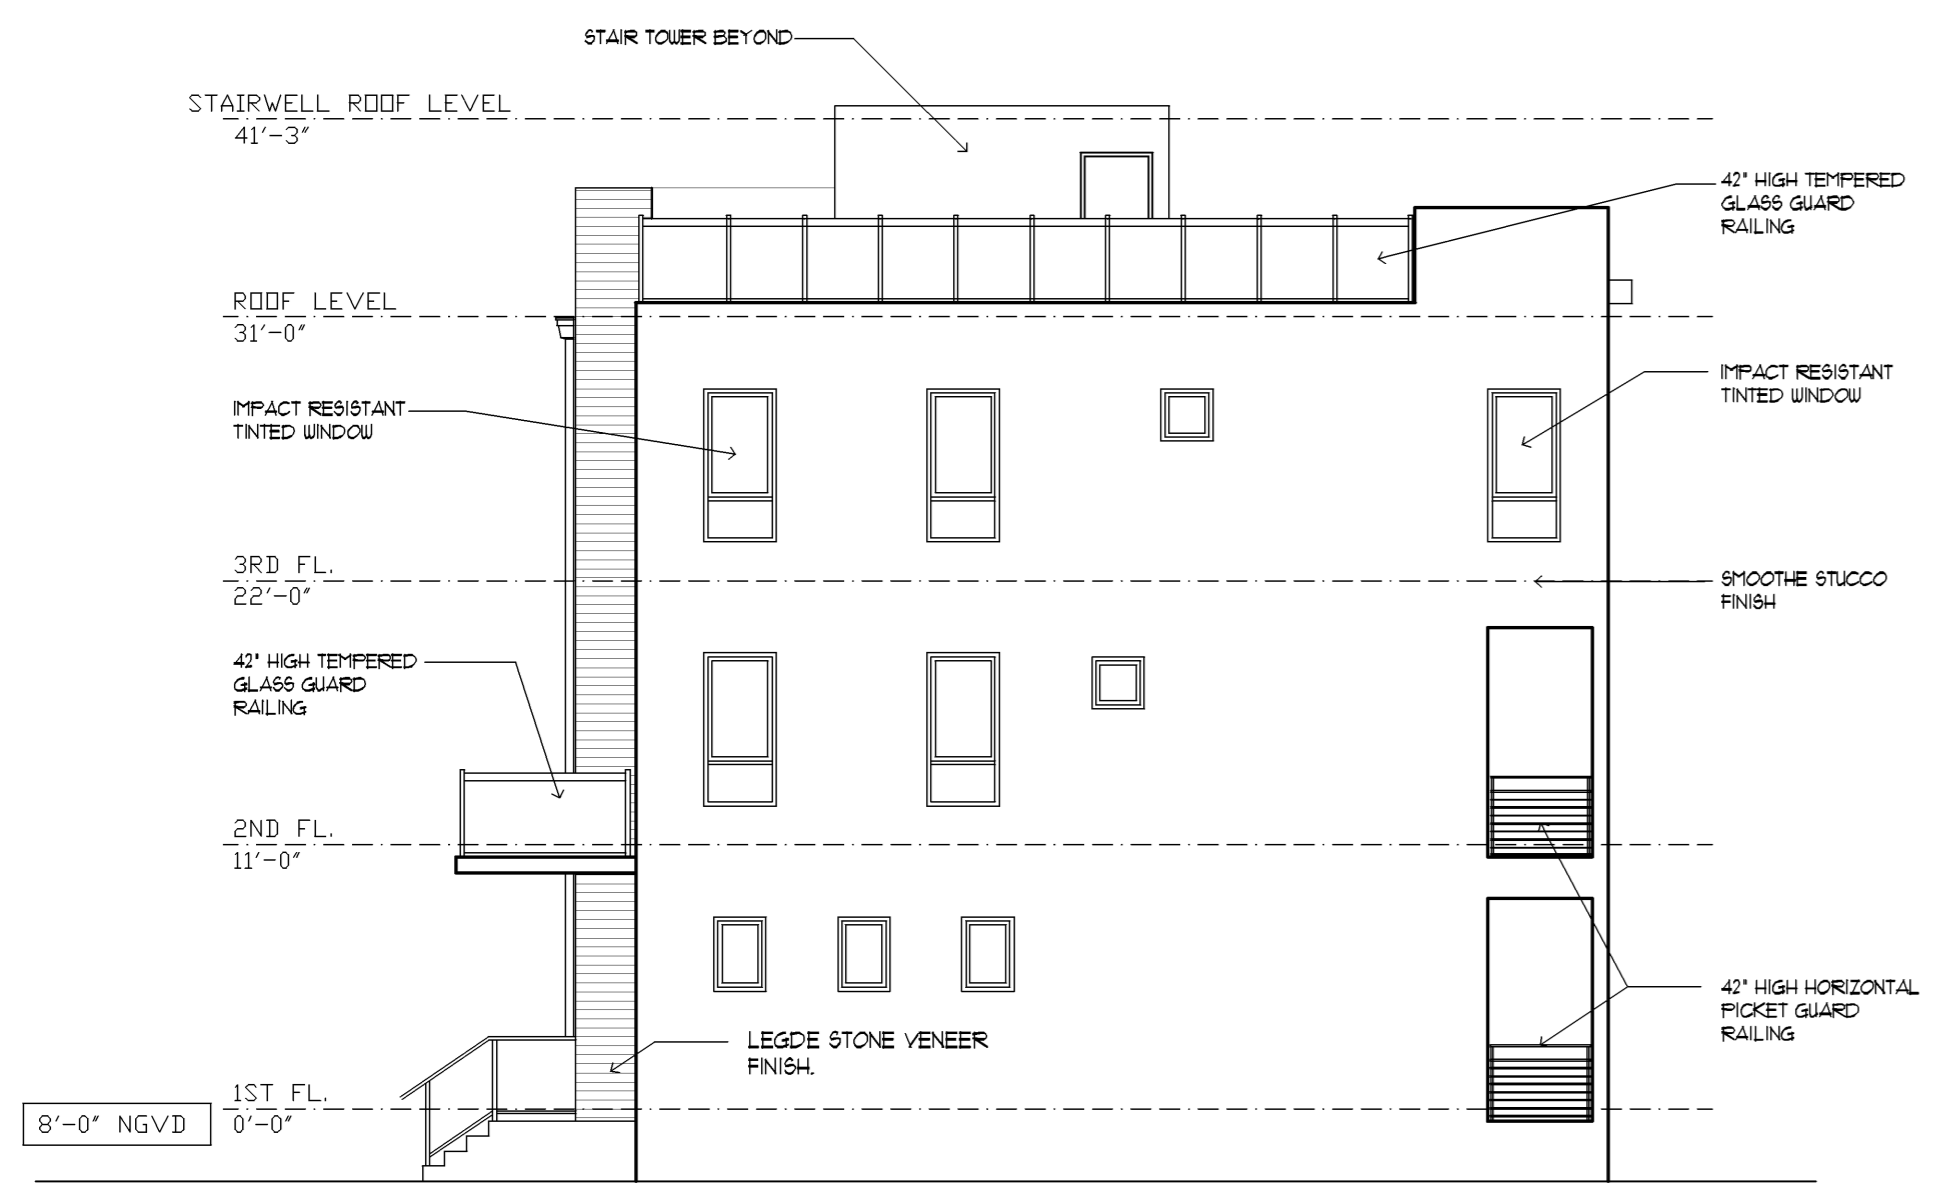 STAIR TOWER BEYOND
STAIRWELL ROOF LEVEL
41'-3"
42" HIGH TEMPERED
GLASS GUARD
RAILING
ROOF LEVEL
31'-0"
IMPACT RESISTANT
TINTED WINDOW
IMPACT RESISTANT
TINTED WINDOW
3RD FL.
22'-0"
SMOOTHE STUCCO
FINISH
42" HIGH TEMPERED
GLASS GUARD
RAILING
2ND FL.
11'-0"
42" HIGH HORIZONTAL
PICKET GUARD
RAILING
LEGDE STONE VENEER
FINISH.
1ST FL.
0'-0"
8'-0" NGVD